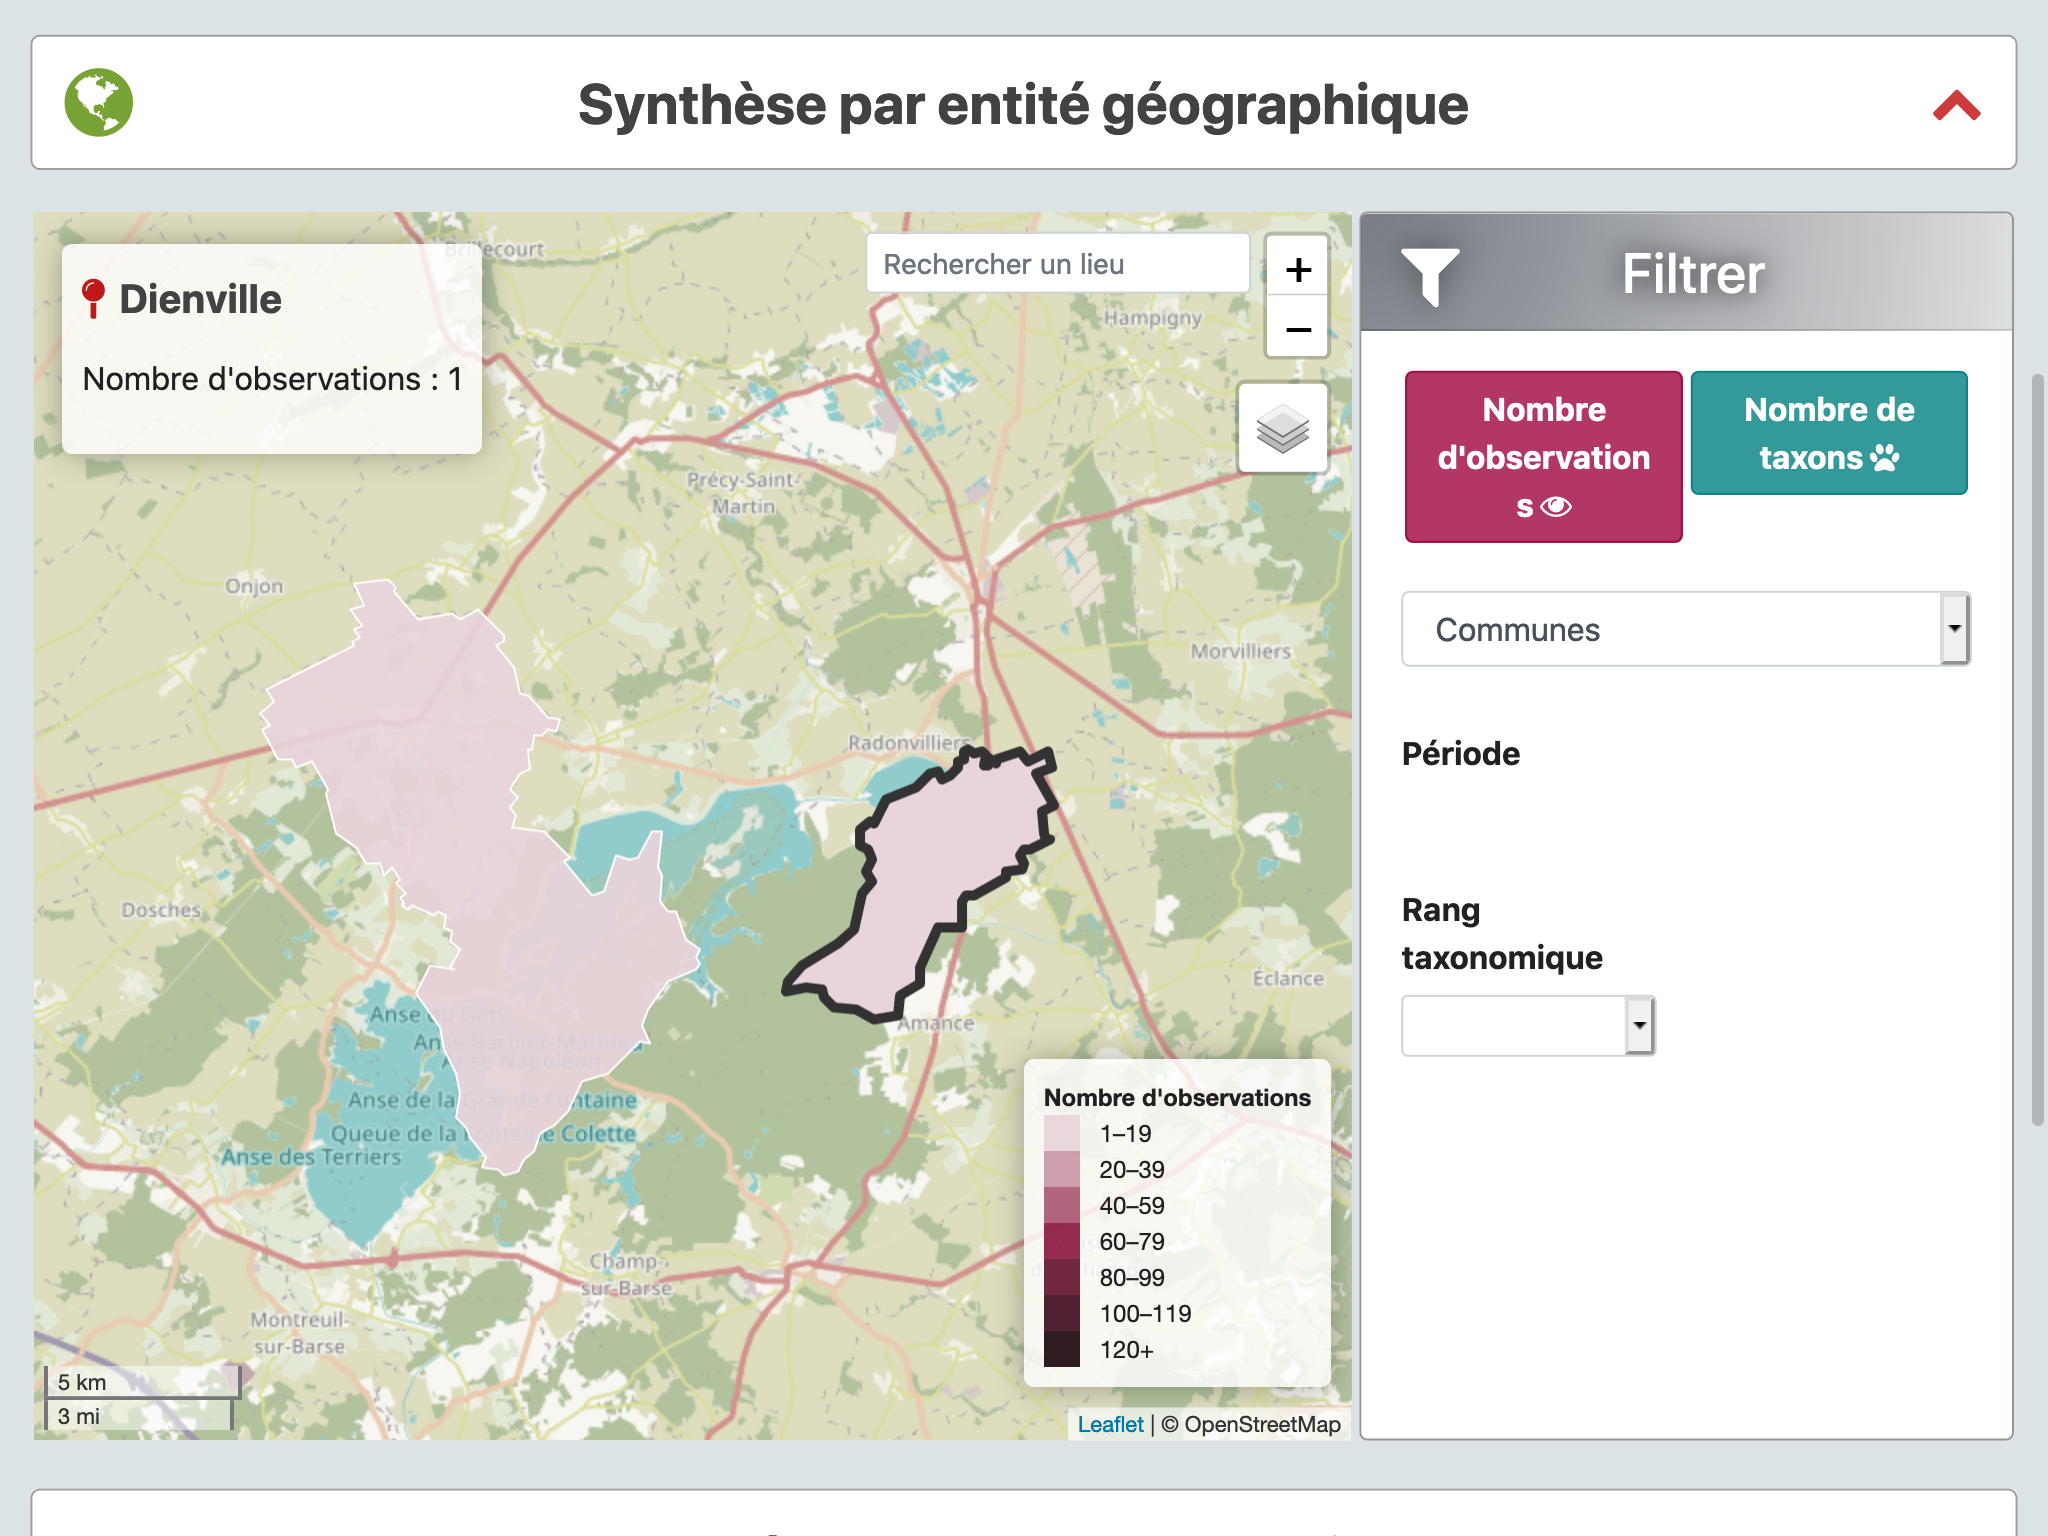 Synthèse par entité géographique
Dienville
Nombre d'observations : 1
Rechercher un lieu
+
−
Brillecourt
Hampigny
Précy-Saint-
Martin
Onjon
Morvilliers
Radonvilliers
Dosches
Éclance
Anse du Gaty
Anse Barbier-Mathieu
Anse Napoléon
Amance
Anse de la Grande Fontaine
Queue de la Fontaine Colette
Anse des Terriers
Champ-
sur-Barse
Montreuil-
sur-Barse
Nombre d'observations
1–19
20–39
40–59
60–79
80–99
100–119
120+
5 km
3 mi
Leaflet | © OpenStreetMap
Filtrer
Nombre
d'observation
s
Nombre de
taxons
Communes
Période
Rang
taxonomique